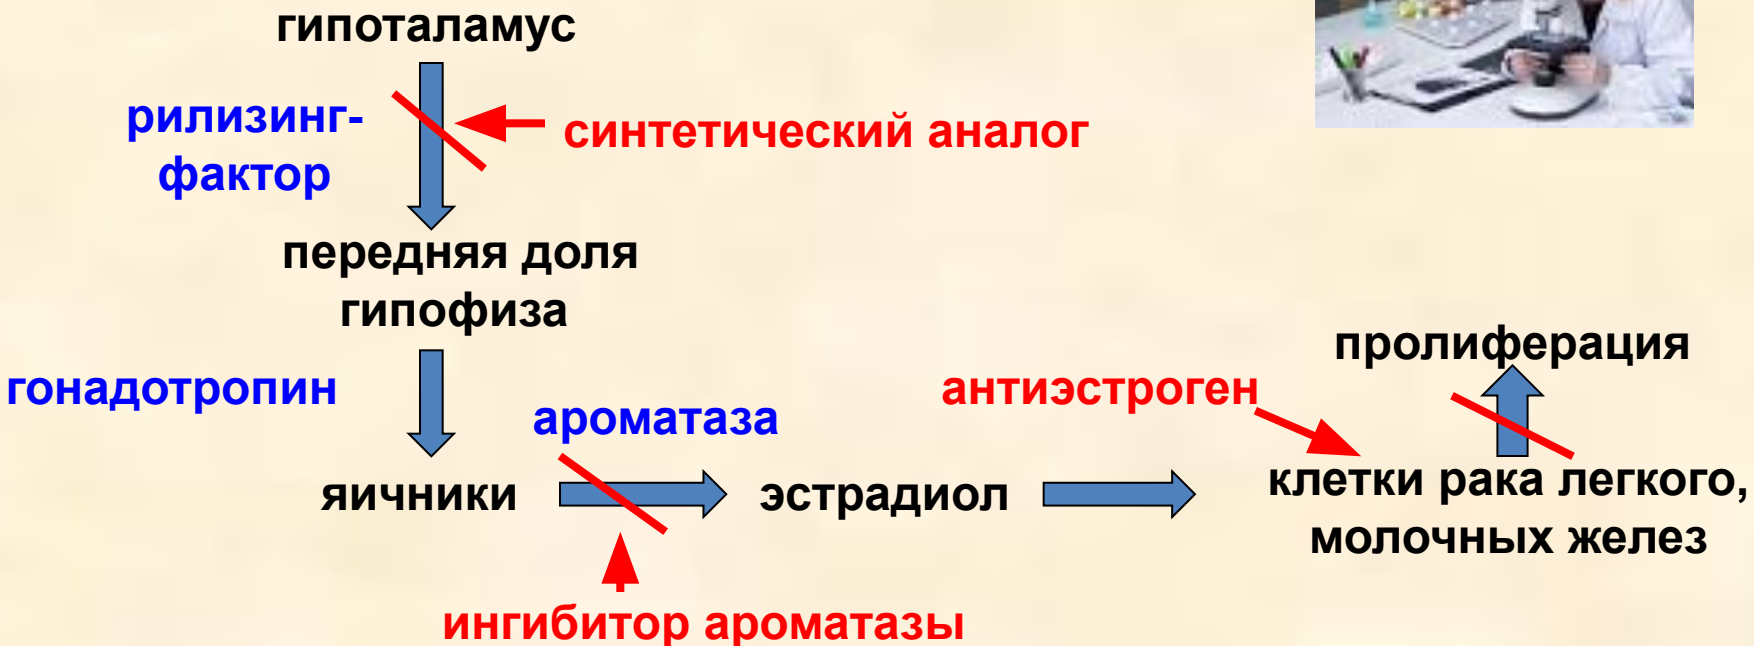 гипоталамус
рилизинг-
фактор
синтетический аналог
передняя доля
гипофиза
гонадотропин
ароматаза
антиэстроген
пролиферация
яичники
эстрадиол
клетки рака легкого,
молочных желез
ингибитор ароматазы